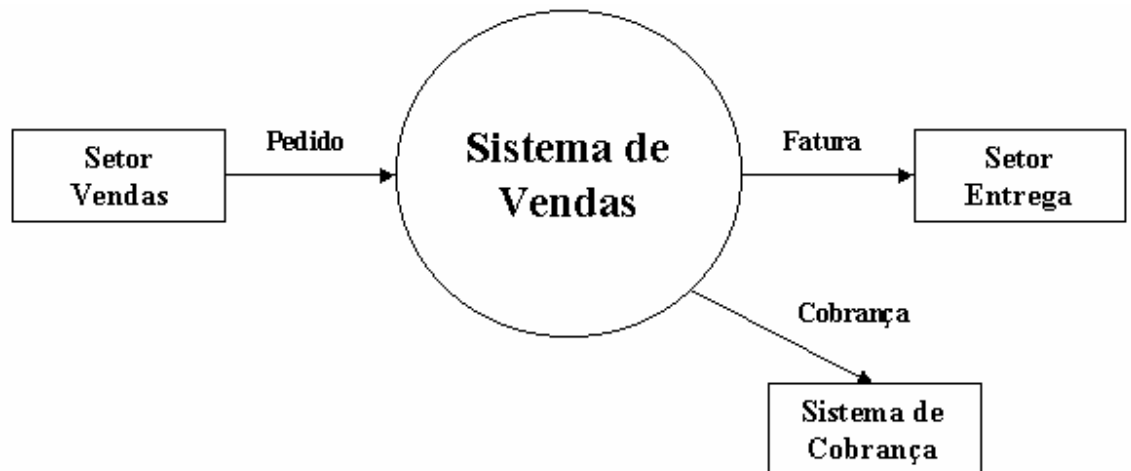 Setor
Vendas
Pedido
Sistema de
Vendas
Fatura
Setor
Entrega
Cobrança
Sistema de
Cobrança